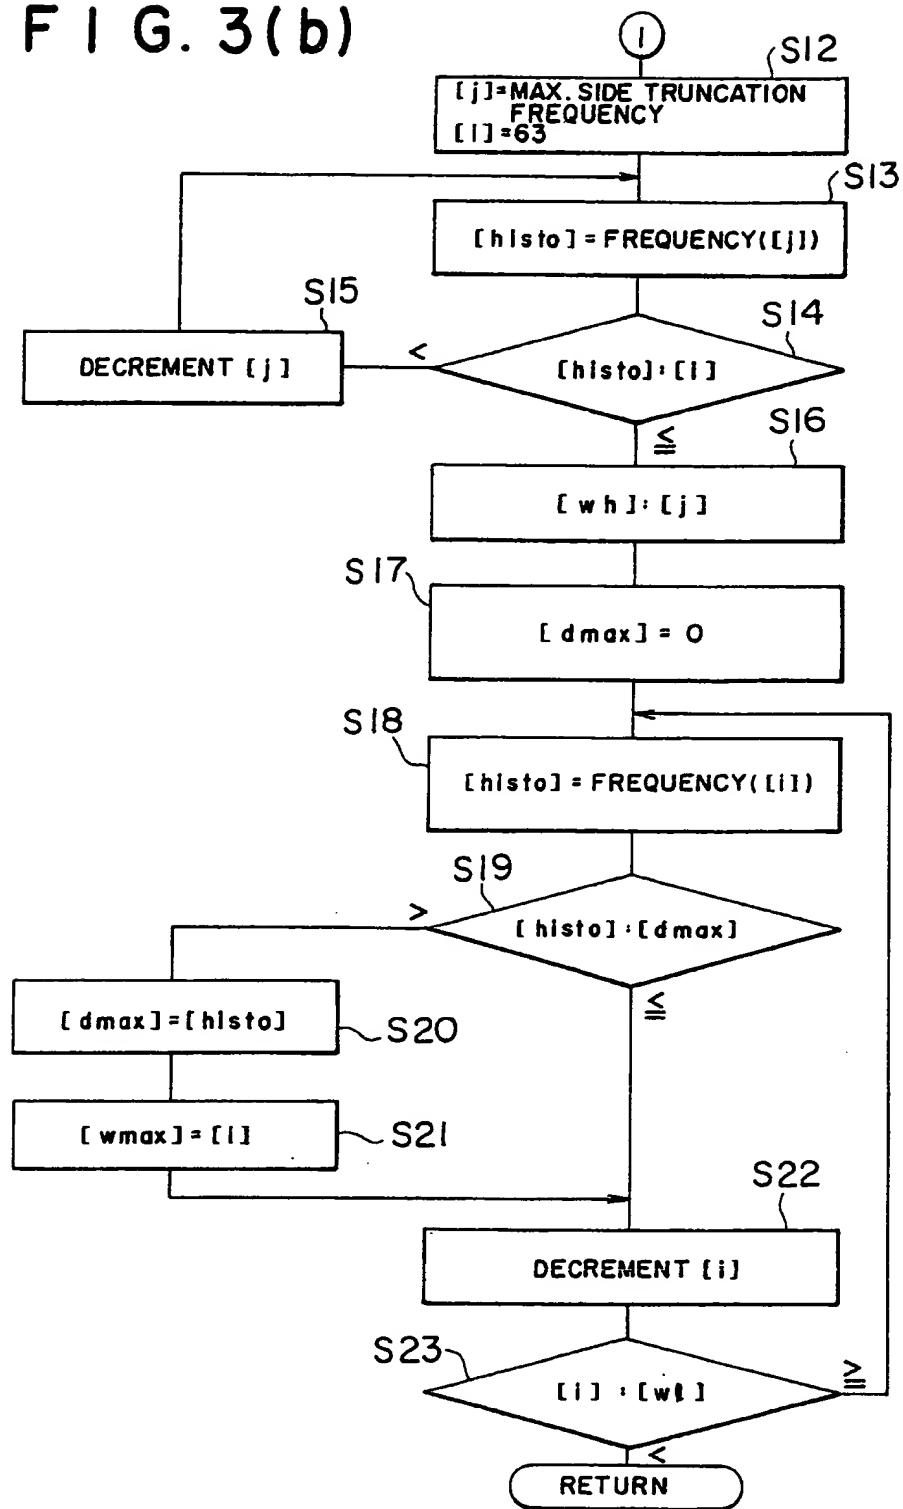 FIG. 3(b)
1
S12
[j]=MAX. SIDE TRUNCATION
FREQUENCY
[i]=63
S13
[histo]=FREQUENCY([j])
S14
[histo]:[i]
<
≦
S15
DECREMENT [j]
S16
[wh]:[j]
S17
[dmax]=0
S18
[histo]=FREQUENCY([i])
S19
[histo]:[dmax]
>
≦
[dmax]=[histo]
S20
[wmax]=[i]
S21
S22
DECREMENT [i]
S23
[i]:[wl]
≧
<
RETURN